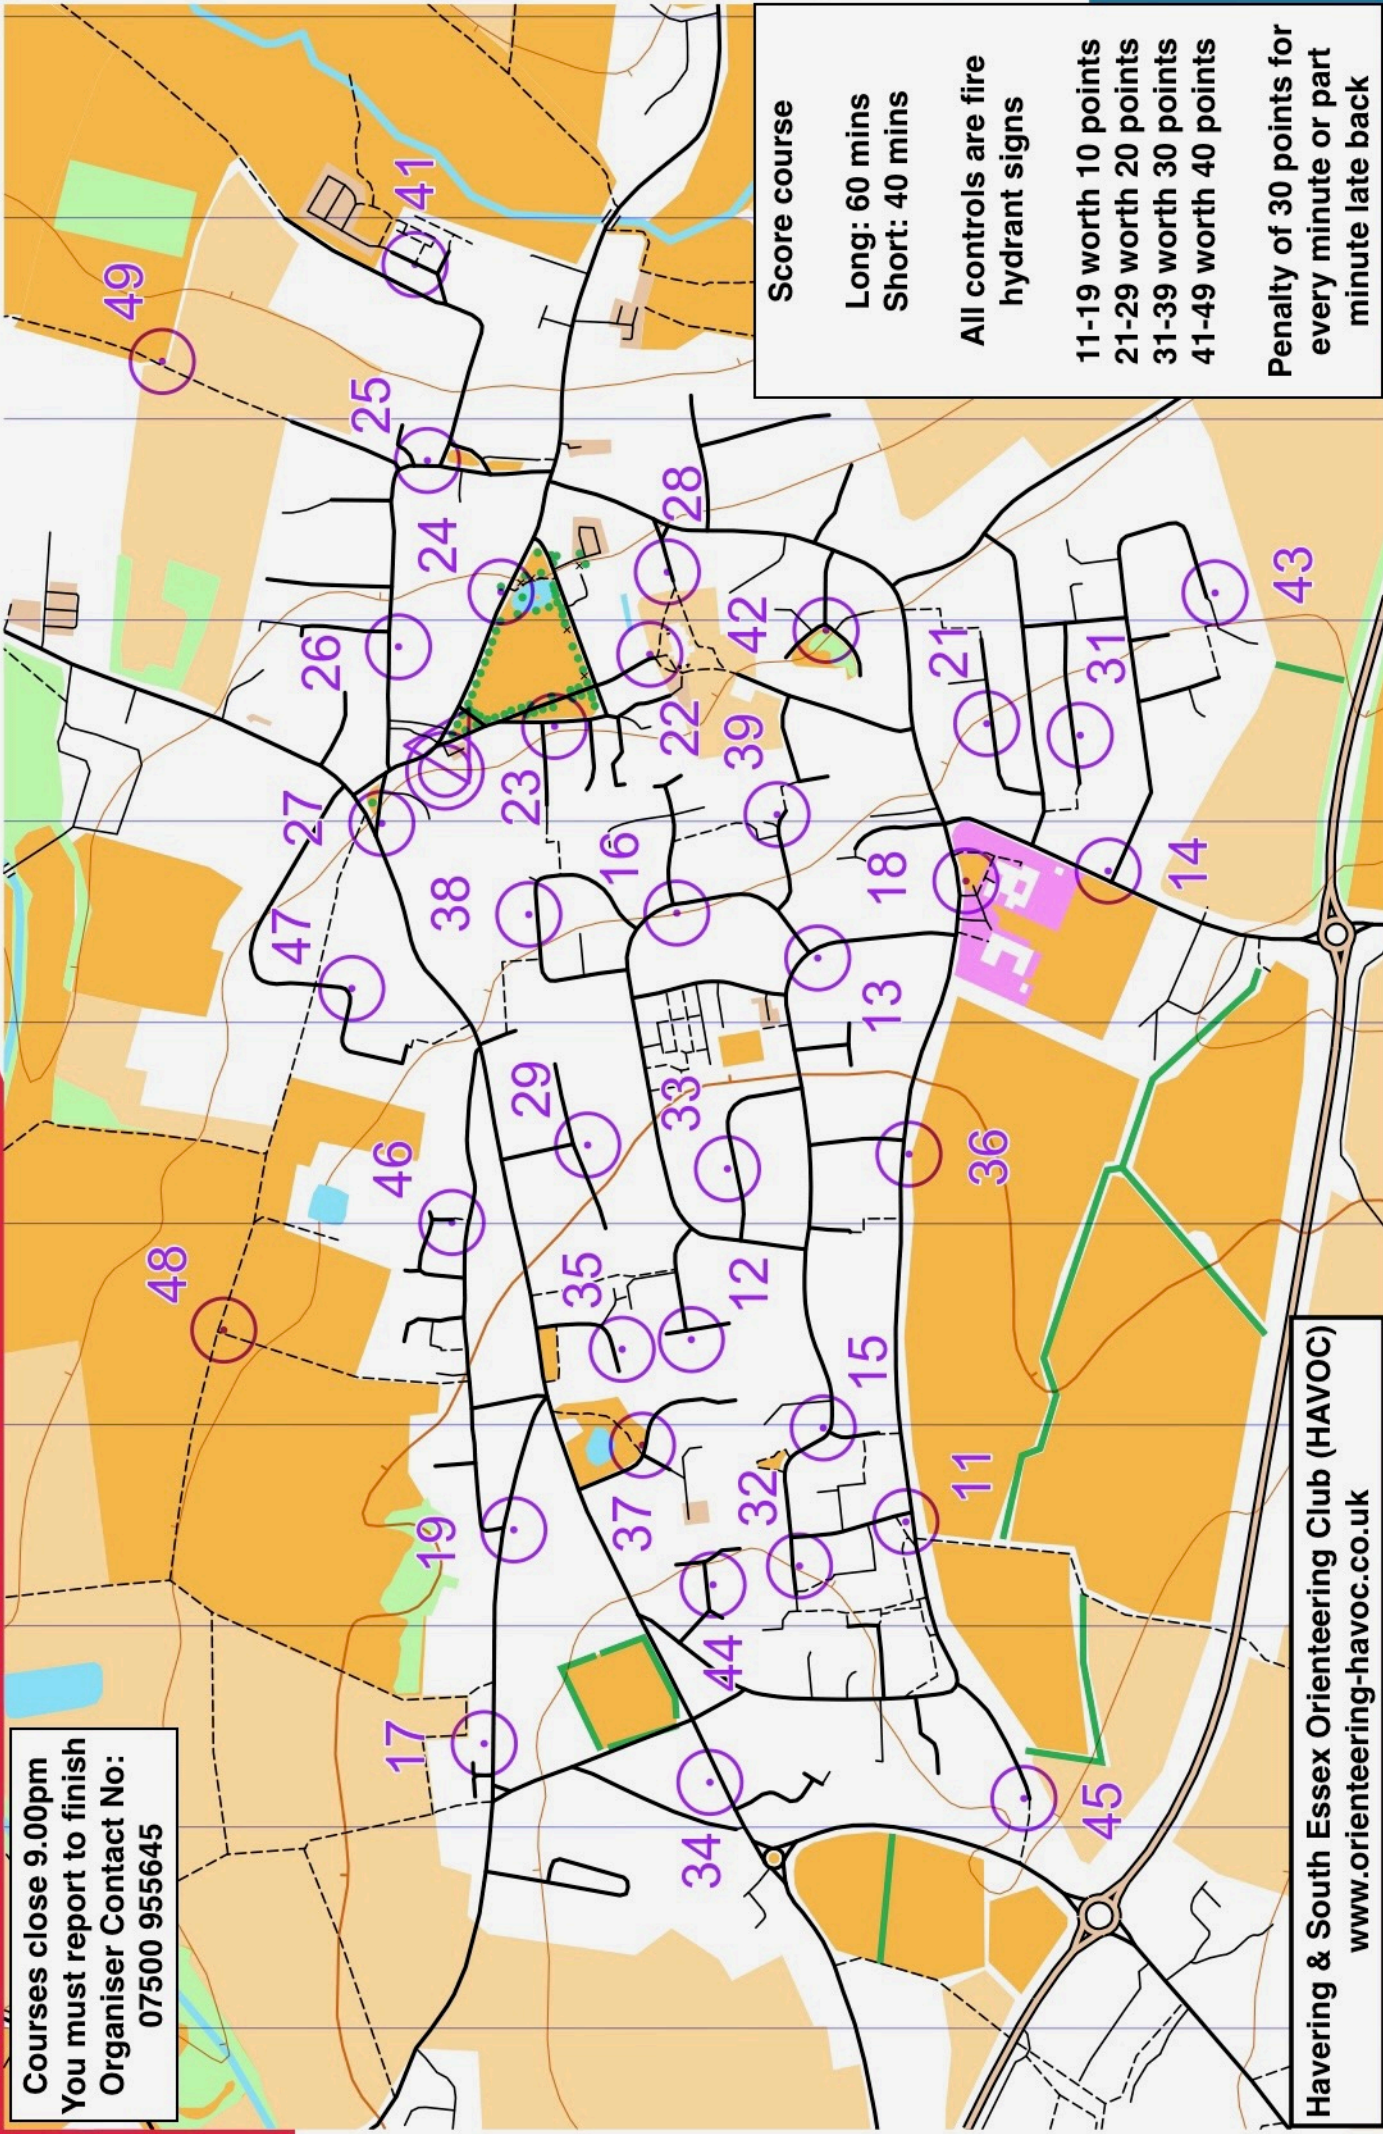 Courses close 9.00pm
You must report to finish
Organiser Contact No:
07500 955645
Score course
Long: 60 mins
Short: 40 mins
All controls are fire
hydrant signs
11-19 worth 10 points
21-29 worth 20 points
31-39 worth 30 points
41-49 worth 40 points
Penalty of 30 points for
every minute or part
minute late back
49
41
25
24
26
27
47
48
46
19
17
38
23
16
28
22
42
39
29
33
35
12
37
32
44
34
21
31
43
18
14
13
36
15
11
45
Havering & South Essex Orienteering Club (HAVOC)
www.orienteering-havoc.co.uk